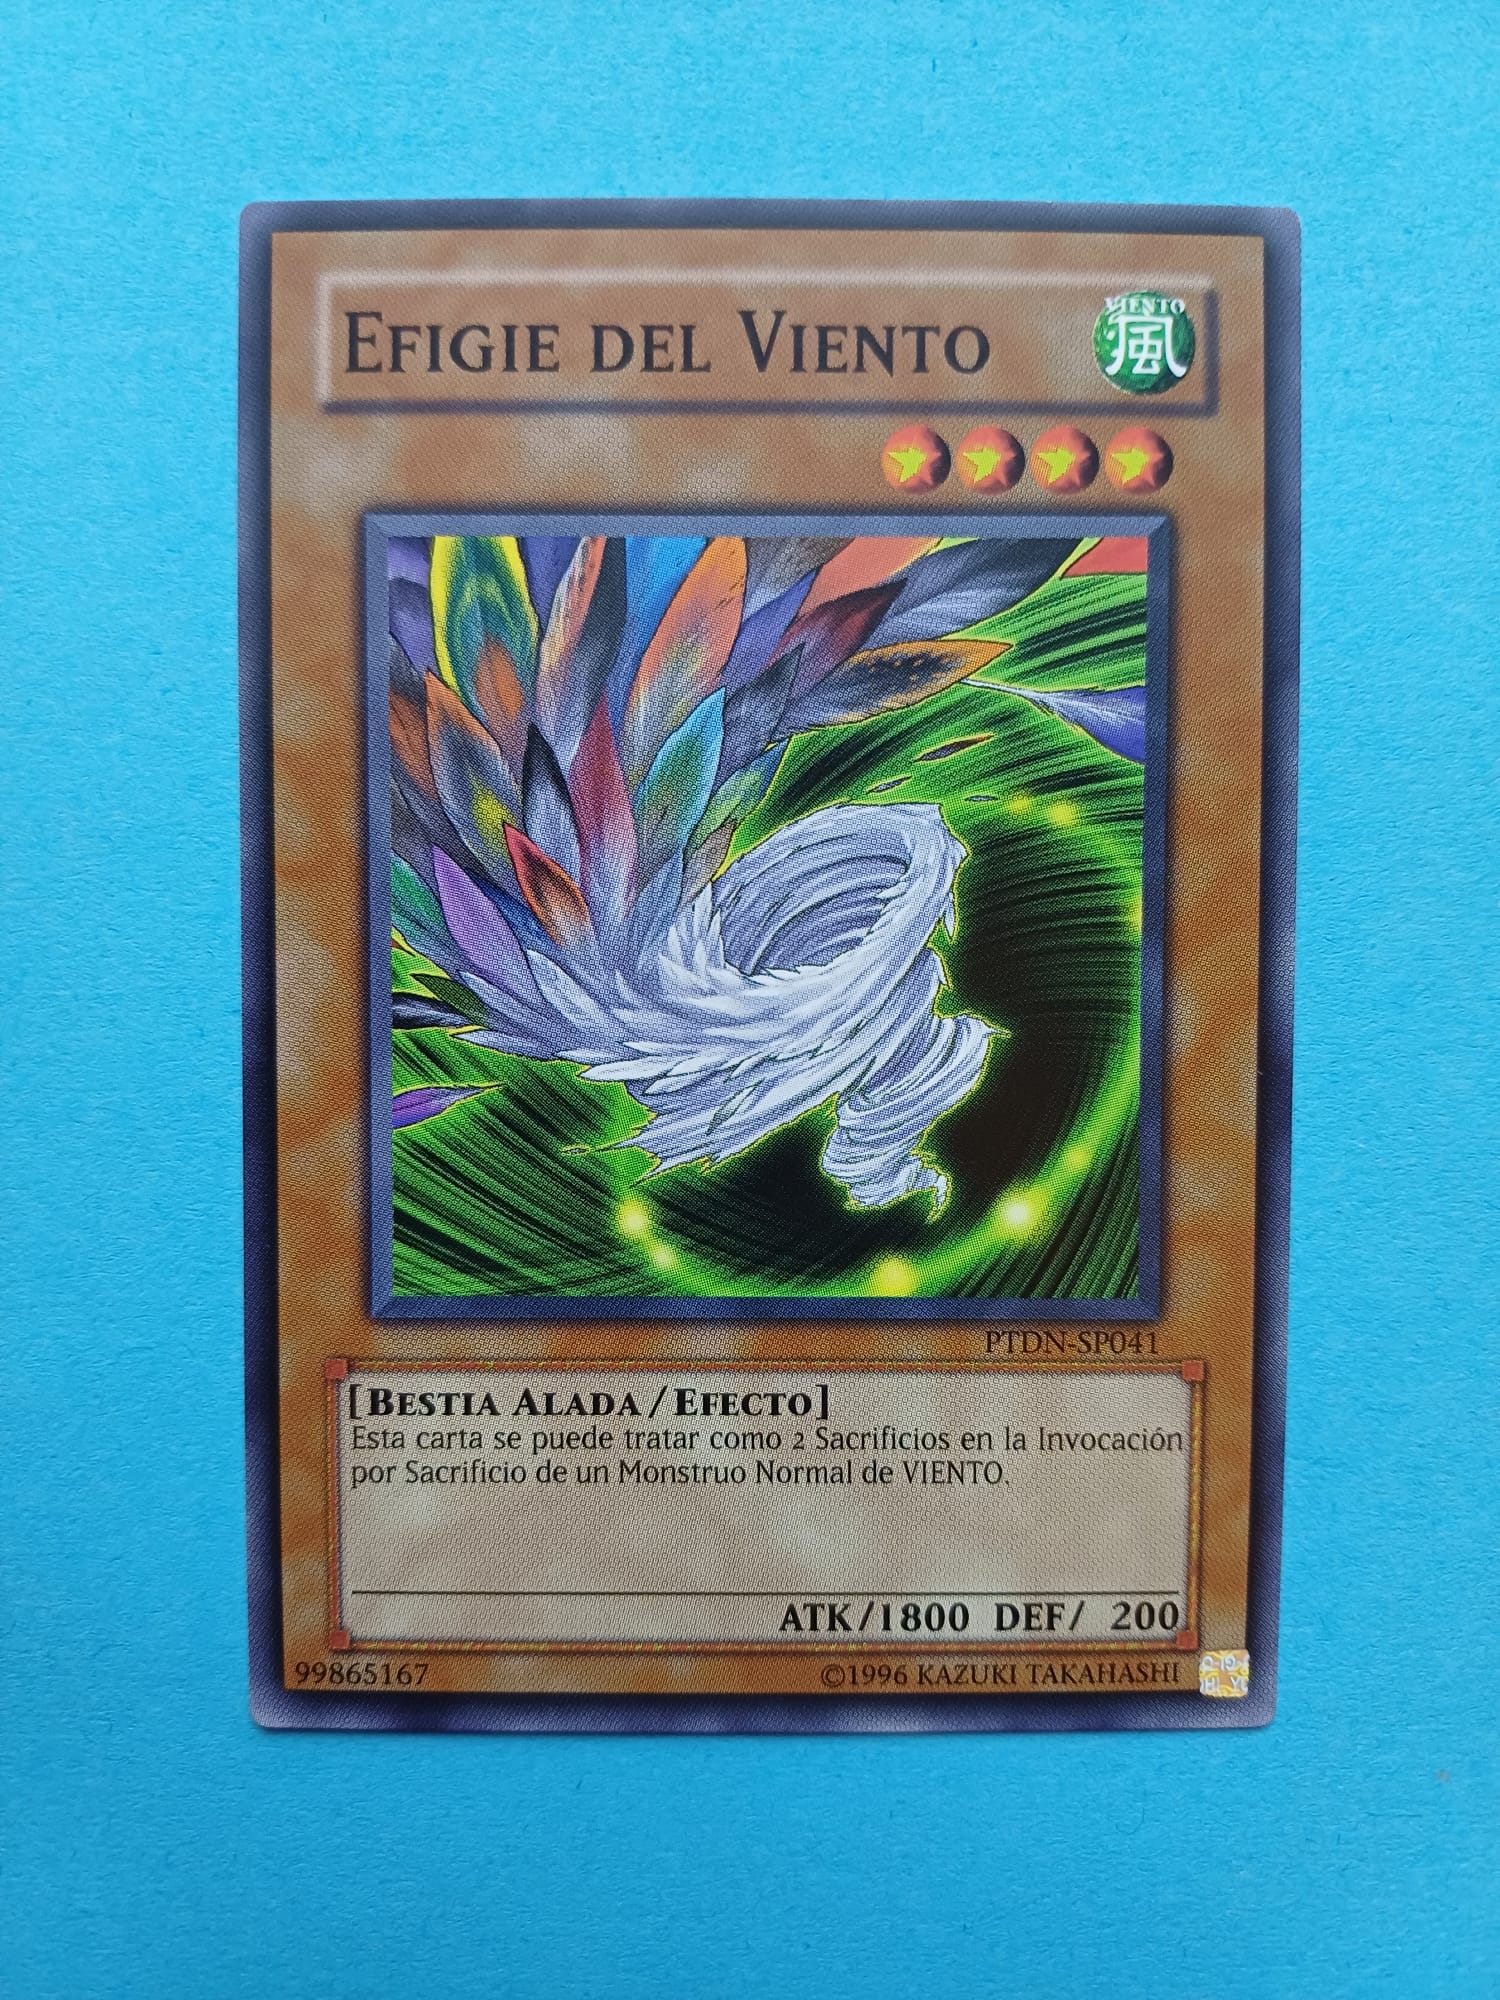 Efigie del Viento
VIENTO
風
PTDN-SP041
[Bestia Alada/Efecto]
Esta carta se puede tratar como 2 Sacrificios en la Invocación
por Sacrificio de un Monstruo Normal de VIENTO.
ATK/1800 DEF/ 200
99865167
©1996 KAZUKI TAKAHASHI